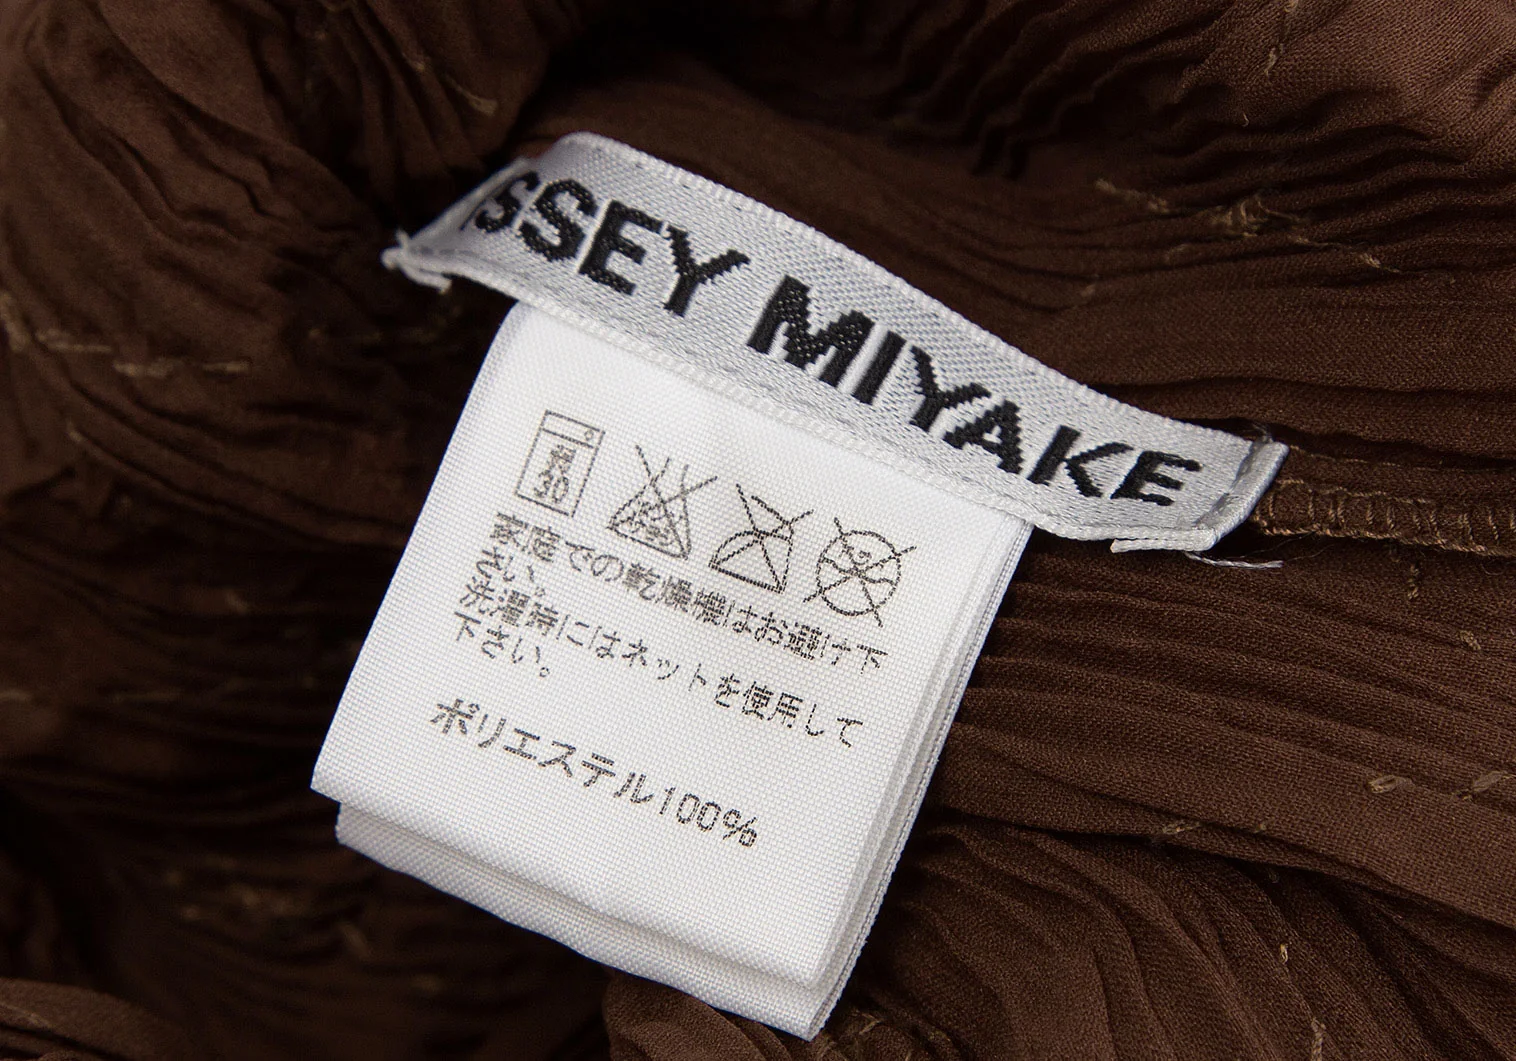 ISSEY MIYAKE
弱
30
家庭での乾燥機はお避け下
さい。
洗濯時にはネットを使用して
下さい。
ポリエステル100%